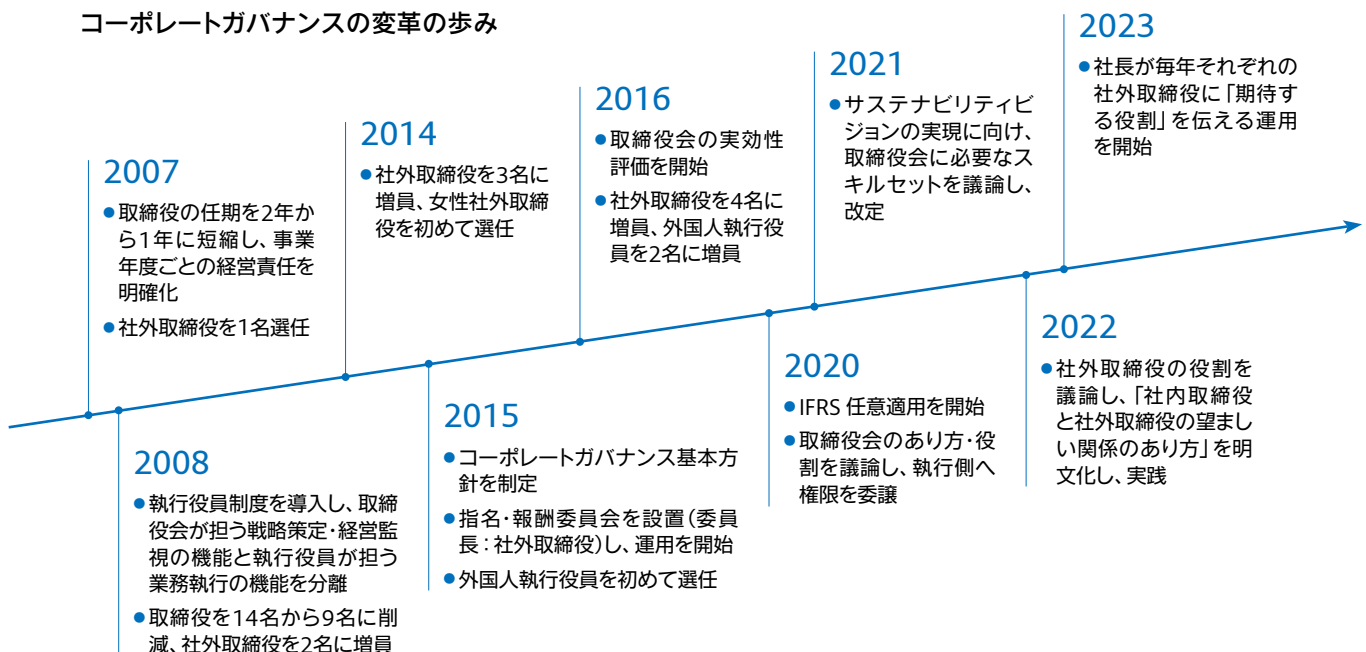 コーポレートガバナンスの変革の歩み
2007
●取締役の任期を2年か
ら1年に短縮し、事業
年度ごとの経営責任を
明確化
●社外取締役を1名選任
2008
●執行役員制度を導入し、取締
役会が担う戦略策定・経営監
視の機能と執行役員が担う
業務執行の機能を分離
●取締役を14名から9名に削
減、社外取締役を2名に増員
2014
●社外取締役を3名に
増員、女性社外取締
役を初めて選任
2015
●コーポレートガバナンス基本方
針を制定
●指名・報酬委員会を設置（委員
長：社外取締役）し、運用を開始
●外国人執行役員を初めて選任
2016
●取締役会の実効性
評価を開始
●社外取締役を4名に
増員、外国人執行役
員を2名に増員
2020
●IFRS 任意適用を開始
●取締役会のあり方・役
割を議論し、執行側へ
権限を委譲
2021
●サステナビリティビ
ジョンの実現に向け、
取締役会に必要なス
キルセットを議論し、
改定
2022
●社外取締役の役割を
議論し、「社内取締役
と社外取締役の望まし
い関係のあり方」を明
文化し、実践
2023
●社長が毎年それぞれの
社外取締役に「期待す
る役割」を伝える運用
を開始